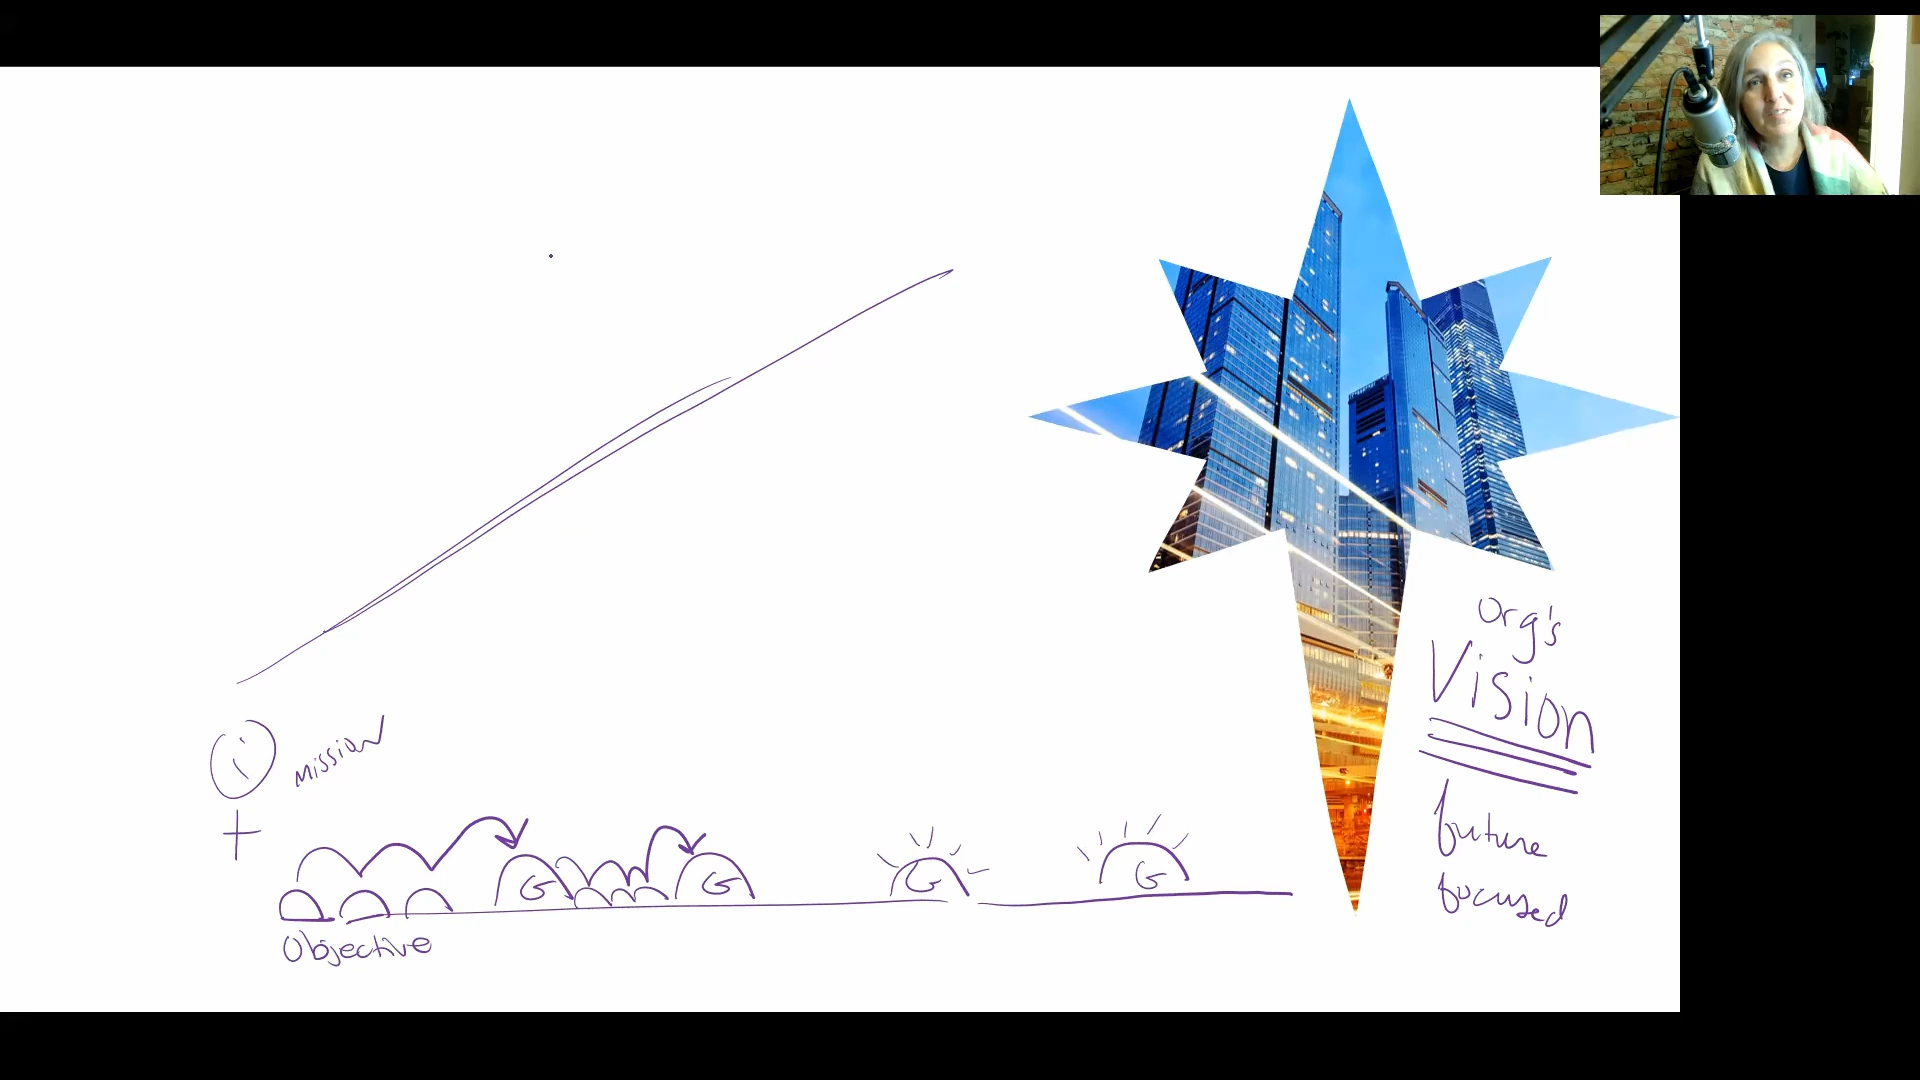 org's
Vision
future
focused
i
mission
G
G
G
G
Objective